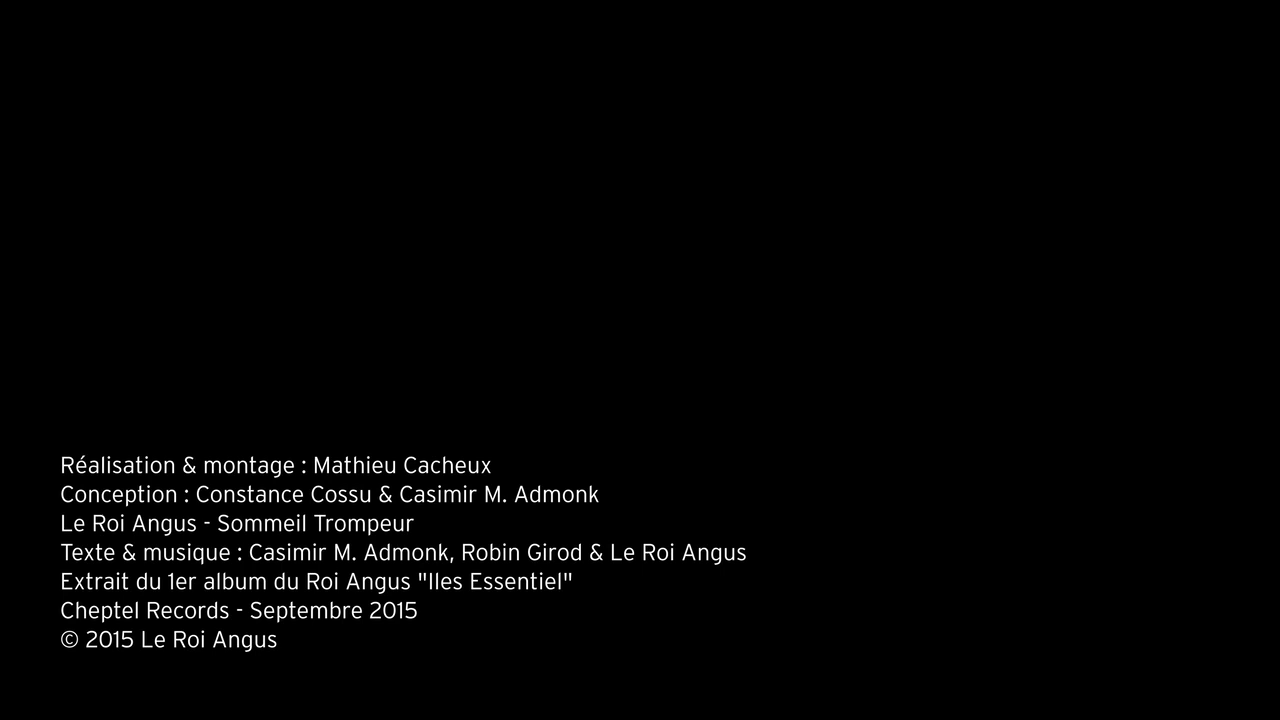 Réalisation & montage : Mathieu Cacheux
Conception : Constance Cossu & Casimir M. Admonk
Le Roi Angus - Sommeil Trompeur
Texte & musique : Casimir M. Admonk, Robin Girod & Le Roi Angus
Extrait du 1er album du Roi Angus "Iles Essentiel"
Cheptel Records - Septembre 2015
© 2015 Le Roi Angus